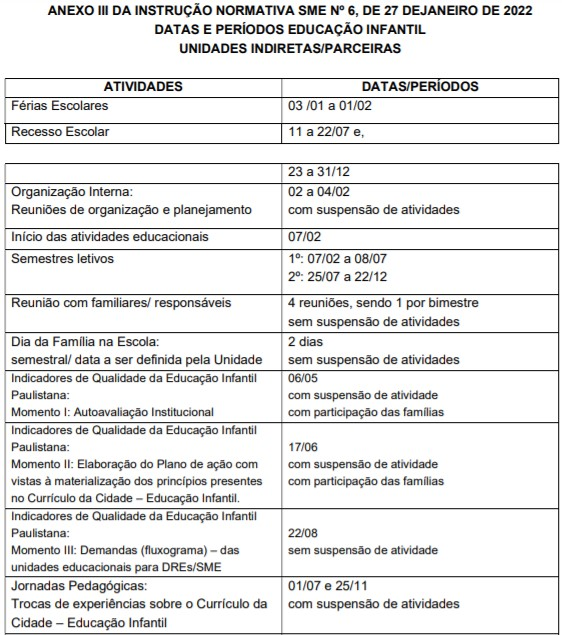 ANEXO III DA INSTRUÇÃO NORMATIVA SME Nº 6, DE 27 DEJANEIRO DE 2022
DATAS E PERÍODOS EDUCAÇÃO INFANTIL
UNIDADES INDIRETAS/PARCEIRAS
ATIVIDADES DATAS/PERÍODOS
Férias Escolares 03 /01 a 01/02
Recesso Escolar 11 a 22/07 e,
23 a 31/12
Organização Interna: 02 a 04/02
Reuniões de organização e planejamento com suspensão de atividades
Início das atividades educacionais 07/02
Semestres letivos 1º: 07/02 a 08/07
2º: 25/07 a 22/12
Reunião com familiares/ responsáveis 4 reuniões, sendo 1 por bimestre
sem suspensão de atividades
Dia da Família na Escola: 2 dias
semestral/ data a ser definida pela Unidade sem suspensão de atividades
Indicadores de Qualidade da Educação Infantil 06/05
Paulistana: com suspensão de atividade
Momento I: Autoavaliação Institucional com participação das famílias
Indicadores de Qualidade da Educação Infantil
Paulistana: 17/06
Momento II: Elaboração do Plano de ação com com suspensão de atividade
vistas à materialização dos princípios presentes com participação das famílias
no Currículo da Cidade – Educação Infantil.
Indicadores de Qualidade da Educação Infantil
Paulistana: 22/08
Momento III: Demandas (fluxograma) – das sem suspensão de atividade
unidades educacionais para DREs/SME
Jornadas Pedagógicas: 01/07 e 25/11
Trocas de experiências sobre o Currículo da com suspensão de atividades
Cidade – Educação Infantil